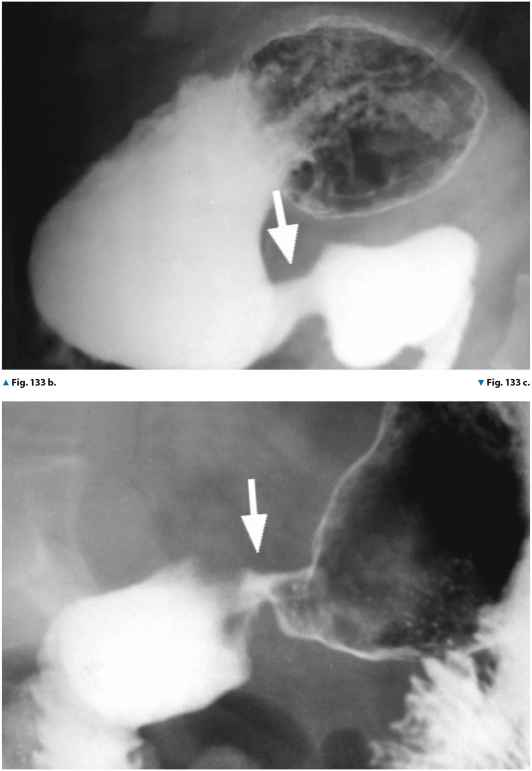 ▲ Fig. 133 b.
▼ Fig. 133 c.